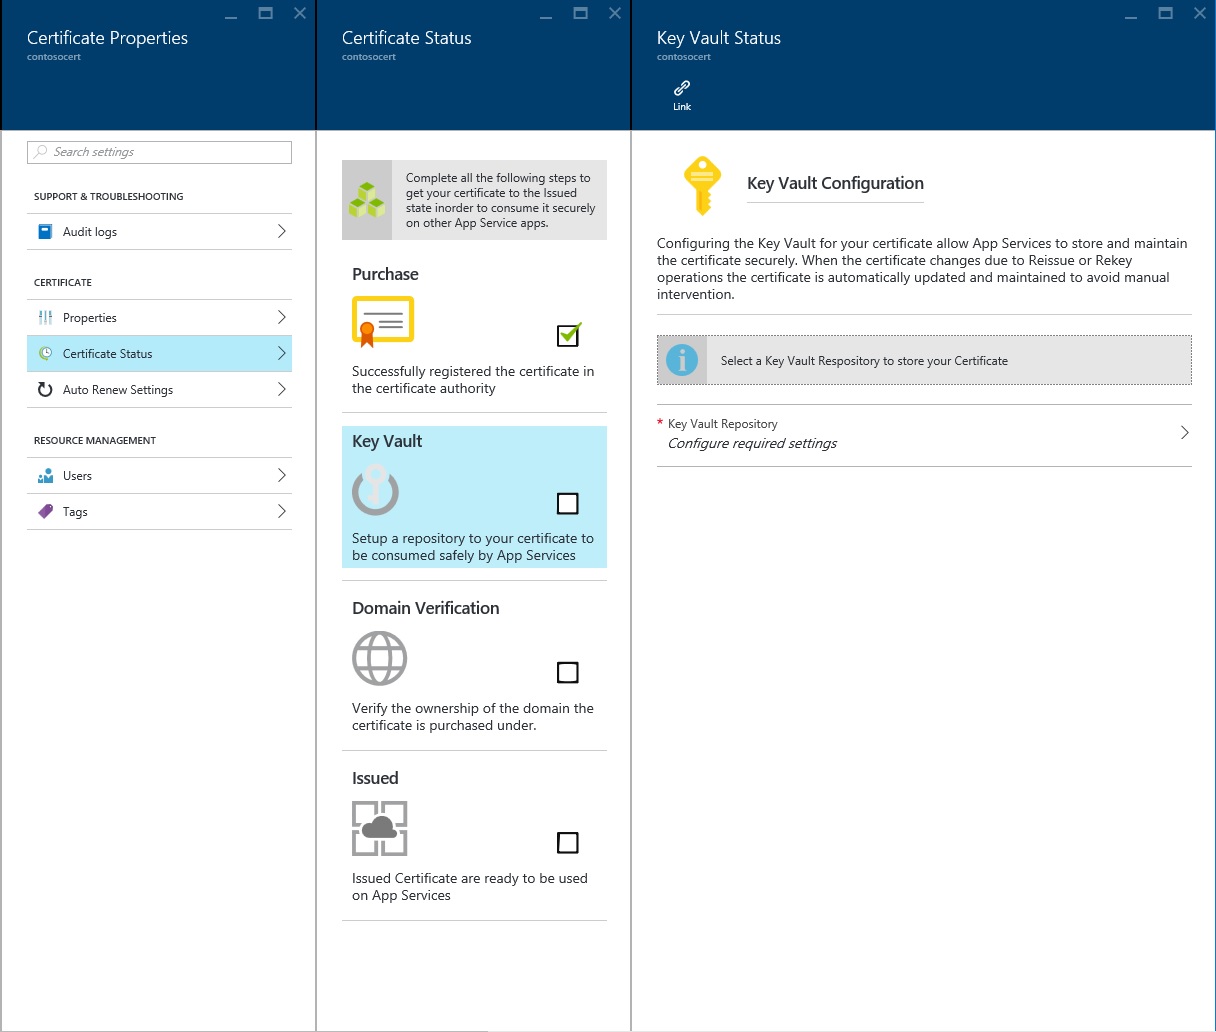 Certificate Properties
contosocert
Search settings
SUPPORT & TROUBLESHOOTING
Audit logs
CERTIFICATE
Properties
Certificate Status
Auto Renew Settings
RESOURCE MANAGEMENT
Users
Tags
Certificate Status
contosocert
Complete all the following steps to
get your certificate to the Issued
state inorder to consume it securely
on other App Service apps.
Purchase
Successfully registered the certificate in
the certificate authority
Key Vault
Setup a repository to your certificate to
be consumed safely by App Services
Domain Verification
Verify the ownership of the domain the
certificate is purchased under.
Issued
Issued Certificate are ready to be used
on App Services
Key Vault Status
contosocert
Link
Key Vault Configuration
Configuring the Key Vault for your certificate allow App Services to store and maintain
the certificate securely. When the certificate changes due to Reissue or Rekey
operations the certificate is automatically updated and maintained to avoid manual
intervention.
Select a Key Vault Respository to store your Certificate
* Key Vault Repository
Configure required settings